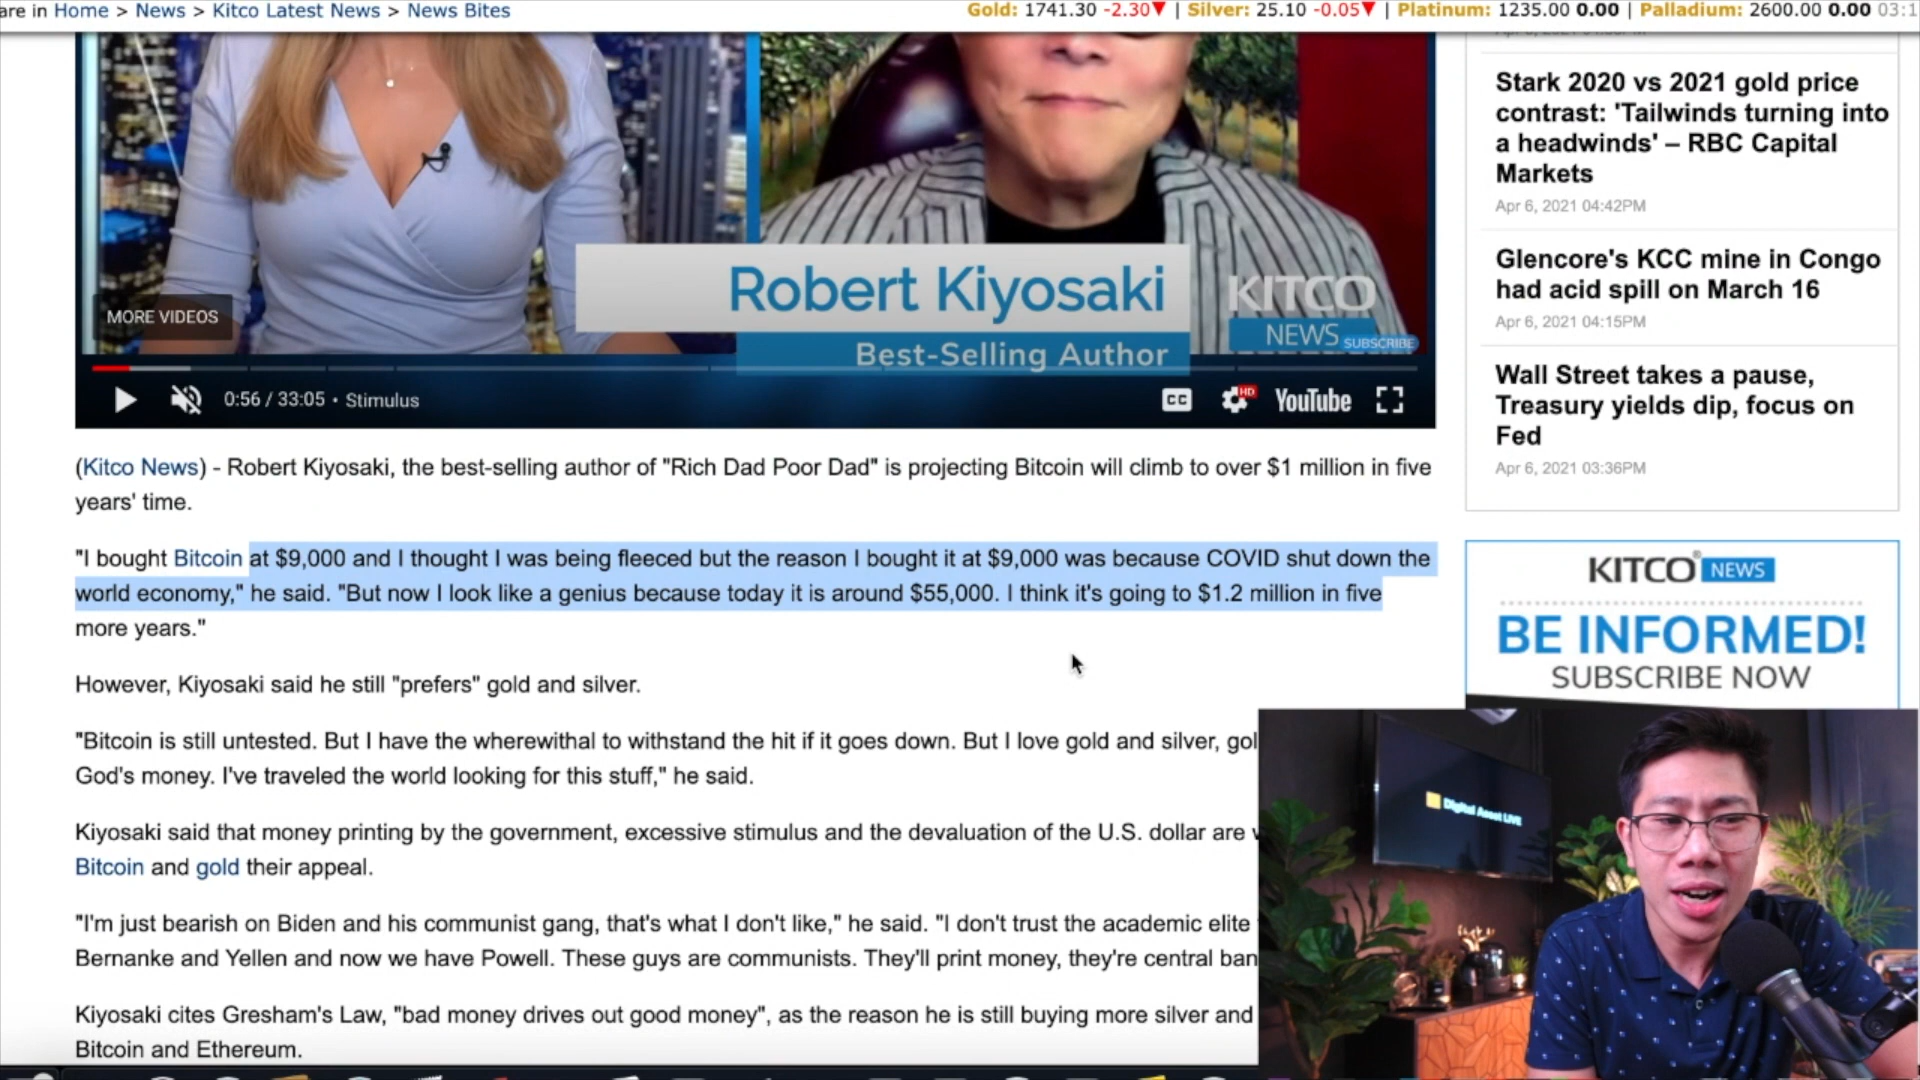 are in Home > News > Kitco Latest News > News Bites
Gold: 1741.30 -2.30▼ | Silver: 25.10 -0.05▼ | Platinum: 1235.00 0.00 | Palladium: 2600.00 0.00
MORE VIDEOS
Robert Kiyosaki
Best-Selling Author
KITCO
NEWS
SUBSCRIBE
0:56 / 33:05 • Stimulus
CC
HD
YouTube
(Kitco News) - Robert Kiyosaki, the best-selling author of "Rich Dad Poor Dad" is projecting Bitcoin will climb to over $1 million in five
years' time.
"I bought Bitcoin at $9,000 and I thought I was being fleeced but the reason I bought it at $9,000 was because COVID shut down the
world economy," he said. "But now I look like a genius because today it is around $55,000. I think it's going to $1.2 million in five
more years."
However, Kiyosaki said he still "prefers" gold and silver.
"Bitcoin is still untested. But I have the wherewithal to withstand the hit if it goes down. But I love gold and silver,
God's money. I've traveled the world looking for this stuff," he said.
Kiyosaki said that money printing by the government, excessive stimulus and the devaluation of the U.S. dollar are
Bitcoin and gold their appeal.
"I'm just bearish on Biden and his communist gang, that's what I don't like," he said. "I don't trust the academic elite
Bernanke and Yellen and now we have Powell. These guys are communists. They'll print money, they're central ban
Kiyosaki cites Gresham's Law, "bad money drives out good money", as the reason he is still buying more silver and
Bitcoin and Ethereum.
Stark 2020 vs 2021 gold price
contrast: 'Tailwinds turning into
a headwinds' – RBC Capital
Markets
Apr 6, 2021 04:42PM
Glencore's KCC mine in Congo
had acid spill on March 16
Apr 6, 2021 04:15PM
Wall Street takes a pause,
Treasury yields dip, focus on
Fed
Apr 6, 2021 03:36PM
KITCO® NEWS
BE INFORMED!
SUBSCRIBE NOW
Digital Asset LIVE